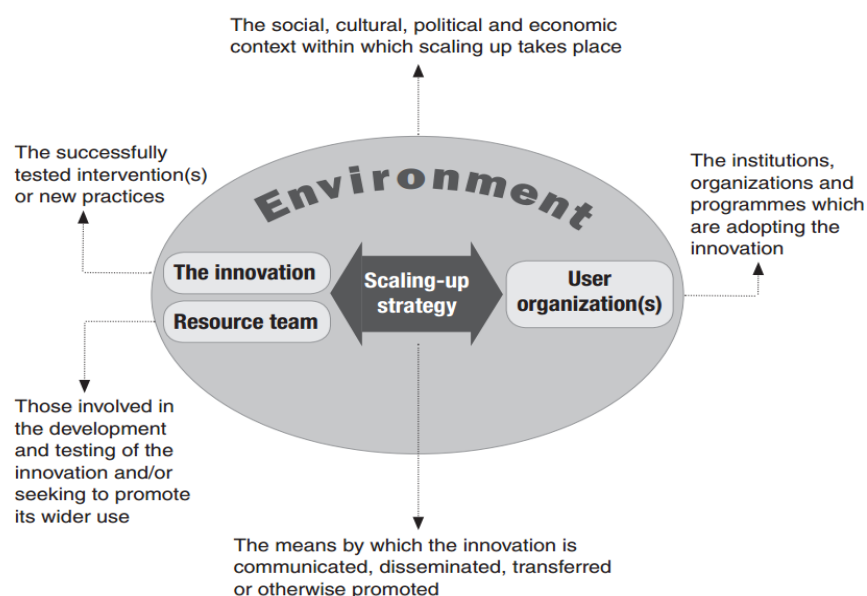 The social, cultural, political and economic
context within which scaling up takes place
The successfully
tested intervention(s)
or new practices
The institutions,
organizations and
programmes which
are adopting the
innovation
Environment
The innovation
Resource team
Scaling-up
strategy
User
organization(s)
Those involved in
the development
and testing of the
innovation and/or
seeking to promote
its wider use
The means by which the innovation is
communicated, disseminated, transferred
or otherwise promoted